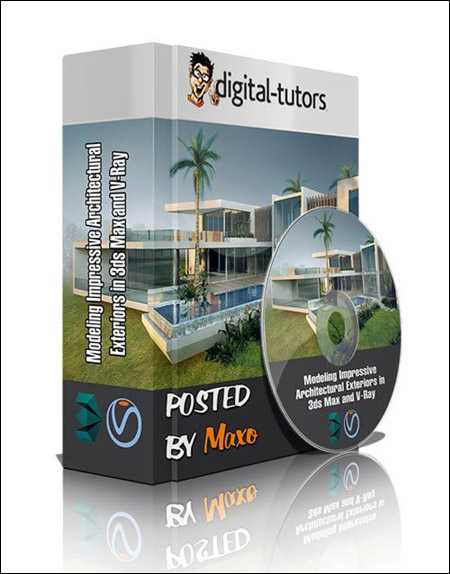 digital-tutors
Modeling Impressive Architectural
Exteriors in 3ds Max and V-Ray
POSTED
BY Maxo
Modeling Impressive
Architectural Exteriors in
3ds Max and V-Ray